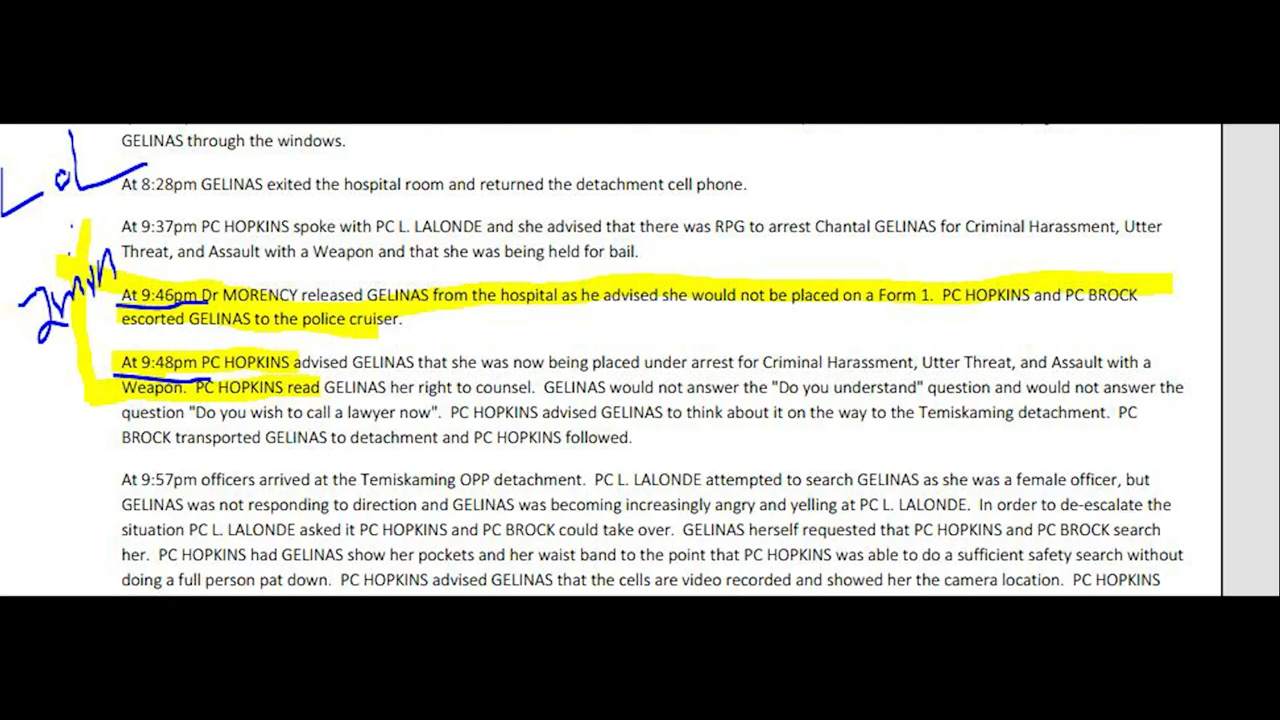 GELINAS through the windows.
LoL
At 8:28pm GELINAS exited the hospital room and returned the detachment cell phone.
At 9:37pm PC HOPKINS spoke with PC L. LALONDE and she advised that there was RPG to arrest Chantal GELINAS for Criminal Harassment, Utter
Threat, and Assault with a Weapon and that she was being held for bail.
2min
At 9:46pm Dr MORENCY released GELINAS from the hospital as he advised she would not be placed on a Form 1.  PC HOPKINS and PC BROCK
escorted GELINAS to the police cruiser.
At 9:48pm PC HOPKINS advised GELINAS that she was now being placed under arrest for Criminal Harassment, Utter Threat, and Assault with a
Weapon.  PC HOPKINS read GELINAS her right to counsel.  GELINAS would not answer the "Do you understand" question and would not answer the
question "Do you wish to call a lawyer now".  PC HOPKINS advised GELINAS to think about it on the way to the Temiskaming detachment.  PC
BROCK transported GELINAS to detachment and PC HOPKINS followed.
At 9:57pm officers arrived at the Temiskaming OPP detachment.  PC L. LALONDE attempted to search GELINAS as she was a female officer, but
GELINAS was not responding to direction and GELINAS was becoming increasingly angry and yelling at PC L. LALONDE.  In order to de-escalate the
situation PC L. LALONDE asked it PC HOPKINS and PC BROCK could take over.  GELINAS herself requested that PC HOPKINS and PC BROCK search
her.  PC HOPKINS had GELINAS show her pockets and her waist band to the point that PC HOPKINS was able to do a sufficient safety search without
doing a full person pat down.  PC HOPKINS advised GELINAS that the cells are video recorded and showed her the camera location.  PC HOPKINS